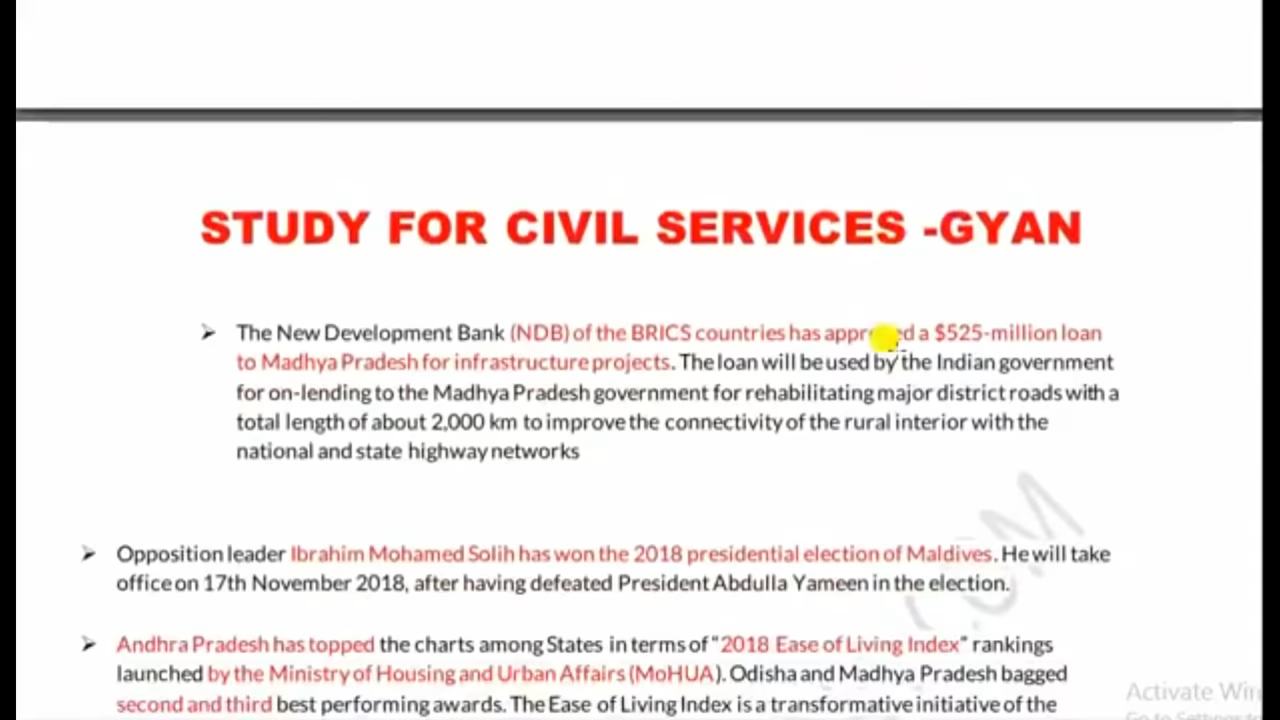 STUDY FOR CIVIL SERVICES -GYAN
➤ The New Development Bank (NDB) of the BRICS countries has approved a $525-million loan
to Madhya Pradesh for infrastructure projects. The loan will be used by the Indian government
for on-lending to the Madhya Pradesh government for rehabilitating major district roads with a
total length of about 2,000 km to improve the connectivity of the rural interior with the
national and state highway networks
➤ Opposition leader Ibrahim Mohamed Solih has won the 2018 presidential election of Maldives. He will take
office on 17th November 2018, after having defeated President Abdulla Yameen in the election.
➤ Andhra Pradesh has topped the charts among States in terms of "2018 Ease of Living Index" rankings
launched by the Ministry of Housing and Urban Affairs (MoHUA). Odisha and Madhya Pradesh bagged
second and third best performing awards. The Ease of Living Index is a transformative initiative of the
.COM
Activate Win